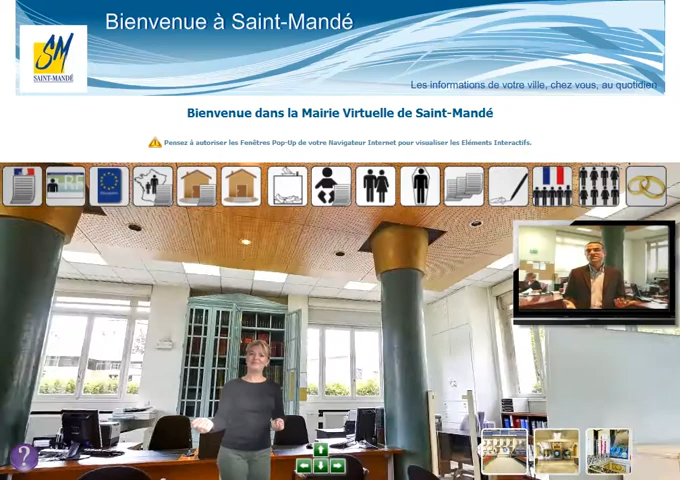 Bienvenue à Saint-Mandé
SM
SAINT-MANDÉ
Les informations de votre ville, chez vous, au quotidien
Bienvenue dans la Mairie Virtuelle de Saint-Mandé
Pensez à autoriser les Fenêtres Pop-Up de votre Navigateur Internet pour visualiser les Eléments Interactifs.
RF
?